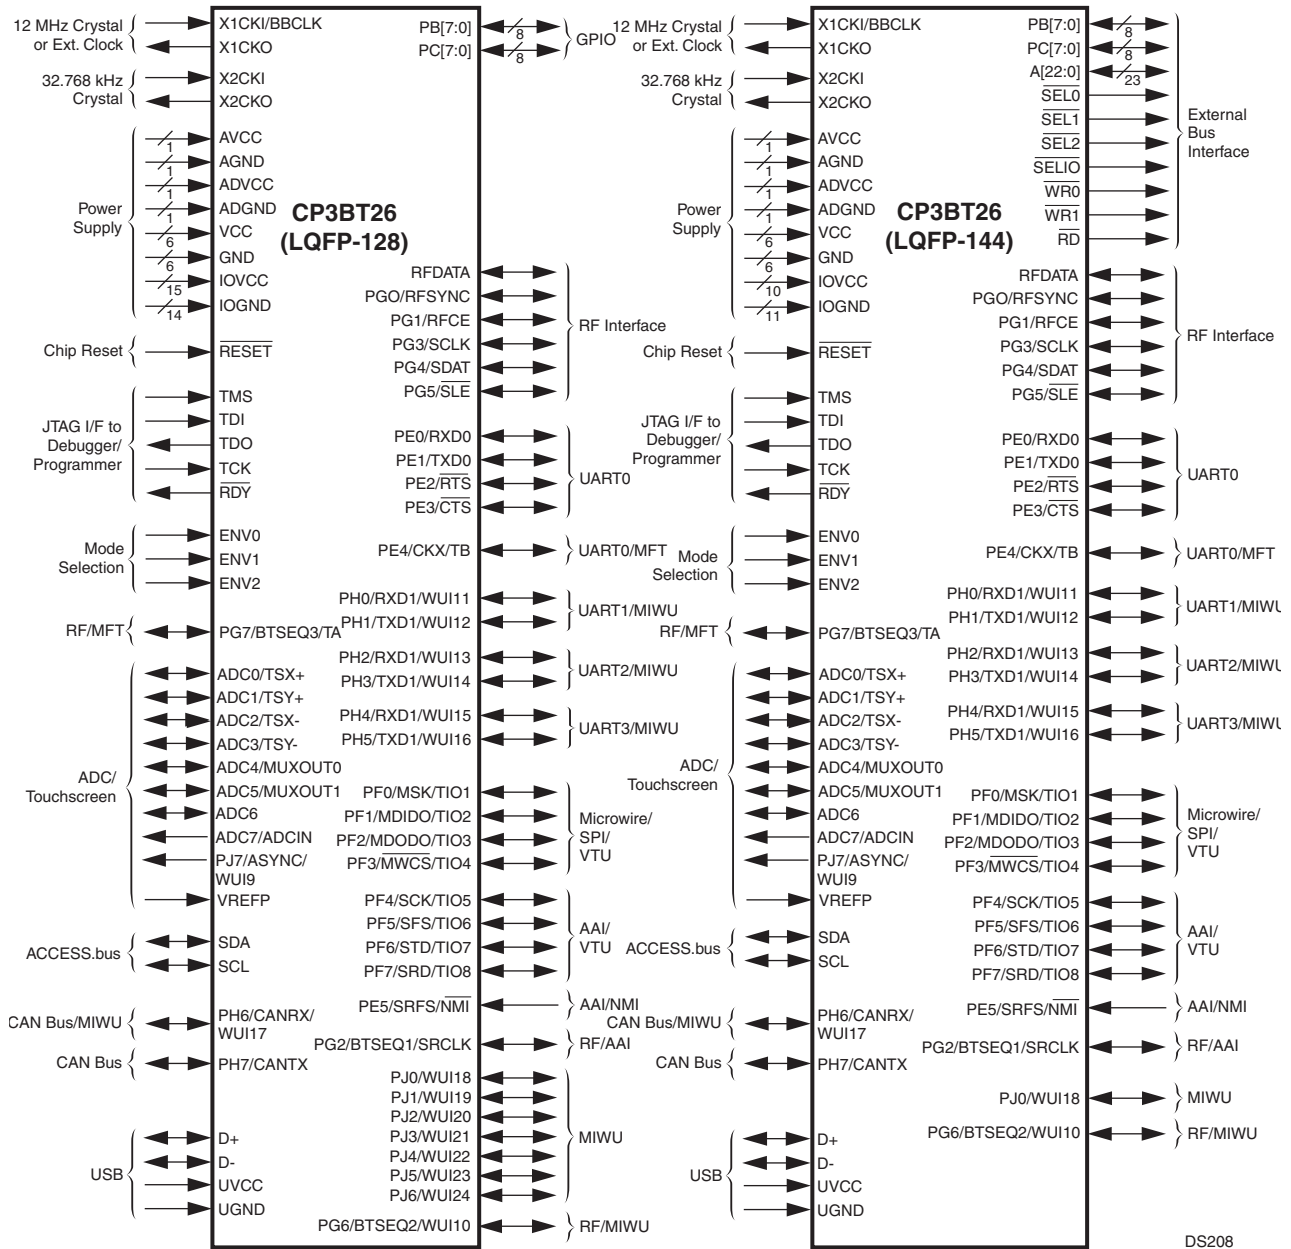 12 MHz Crystal
or Ext. Clock
X1CKI/BBCLK
X1CKO
32.768 kHz
Crystal
X2CKI
X2CKO
Power
Supply
1
AVCC
1
AGND
1
ADVCC
1
ADGND
6
VCC
6
GND
15
IOVCC
14
IOGND
Chip Reset
RESET
JTAG I/F to
Debugger/
Programmer
TMS
TDI
TDO
TCK
RDY
Mode
Selection
ENV0
ENV1
ENV2
RF/MFT
PG7/BTSEQ3/TA
ADC/
Touchscreen
ADC0/TSX+
ADC1/TSY+
ADC2/TSX-
ADC3/TSY-
ADC4/MUXOUT0
ADC5/MUXOUT1
ADC6
ADC7/ADCIN
PJ7/ASYNC/
WUI9
VREFP
ACCESS.bus
SDA
SCL
CAN Bus/MIWU
PH6/CANRX/
WUI17
CAN Bus
PH7/CANTX
USB
D+
D-
UVCC
UGND
CP3BT26
(LQFP-128)
PB[7:0]
8
PC[7:0]
8
GPIO
RFDATA
PGO/RFSYNC
PG1/RFCE
PG3/SCLK
PG4/SDAT
PG5/SLE
RF Interface
PE0/RXD0
PE1/TXD0
PE2/RTS
PE3/CTS
UART0
PE4/CKX/TB
UART0/MFT
PH0/RXD1/WUI11
PH1/TXD1/WUI12
UART1/MIWU
PH2/RXD1/WUI13
PH3/TXD1/WUI14
UART2/MIWU
PH4/RXD1/WUI15
PH5/TXD1/WUI16
UART3/MIWU
PF0/MSK/TIO1
PF1/MDIDO/TIO2
PF2/MDODO/TIO3
PF3/MWCS/TIO4
Microwire/
SPI/
VTU
PF4/SCK/TIO5
PF5/SFS/TIO6
PF6/STD/TIO7
PF7/SRD/TIO8
AAI/
VTU
PE5/SRFS/NMI
AAI/NMI
PG2/BTSEQ1/SRCLK
RF/AAI
PJ0/WUI18
PJ1/WUI19
PJ2/WUI20
PJ3/WUI21
PJ4/WUI22
PJ5/WUI23
PJ6/WUI24
MIWU
PG6/BTSEQ2/WUI10
RF/MIWU
12 MHz Crystal
or Ext. Clock
X1CKI/BBCLK
X1CKO
32.768 kHz
Crystal
X2CKI
X2CKO
Power
Supply
1
AVCC
1
AGND
1
ADVCC
1
ADGND
6
VCC
6
GND
10
IOVCC
11
IOGND
Chip Reset
RESET
JTAG I/F to
Debugger/
Programmer
TMS
TDI
TDO
TCK
RDY
Mode
Selection
ENV0
ENV1
ENV2
RF/MFT
PG7/BTSEQ3/TA
ADC/
Touchscreen
ADC0/TSX+
ADC1/TSY+
ADC2/TSX-
ADC3/TSY-
ADC4/MUXOUT0
ADC5/MUXOUT1
ADC6
ADC7/ADCIN
PJ7/ASYNC/
WUI9
VREFP
ACCESS.bus
SDA
SCL
CAN Bus/MIWU
PH6/CANRX/
WUI17
CAN Bus
PH7/CANTX
USB
D+
D-
UVCC
UGND
CP3BT26
(LQFP-144)
PB[7:0]
8
PC[7:0]
8
A[22:0]
23
SEL0
SEL1
SEL2
SELIO
WR0
WR1
RD
External
Bus
Interface
RFDATA
PGO/RFSYNC
PG1/RFCE
PG3/SCLK
PG4/SDAT
PG5/SLE
RF Interface
PE0/RXD0
PE1/TXD0
PE2/RTS
PE3/CTS
UART0
PE4/CKX/TB
UART0/MFT
PH0/RXD1/WUI11
PH1/TXD1/WUI12
UART1/MIWU
PH2/RXD1/WUI13
PH3/TXD1/WUI14
UART2/MIWU
PH4/RXD1/WUI15
PH5/TXD1/WUI16
UART3/MIWU
PF0/MSK/TIO1
PF1/MDIDO/TIO2
PF2/MDODO/TIO3
PF3/MWCS/TIO4
Microwire/
SPI/
VTU
PF4/SCK/TIO5
PF5/SFS/TIO6
PF6/STD/TIO7
PF7/SRD/TIO8
AAI/
VTU
PE5/SRFS/NMI
AAI/NMI
PG2/BTSEQ1/SRCLK
RF/AAI
PJ0/WUI18
MIWU
PG6/BTSEQ2/WUI10
RF/MIWU
DS208